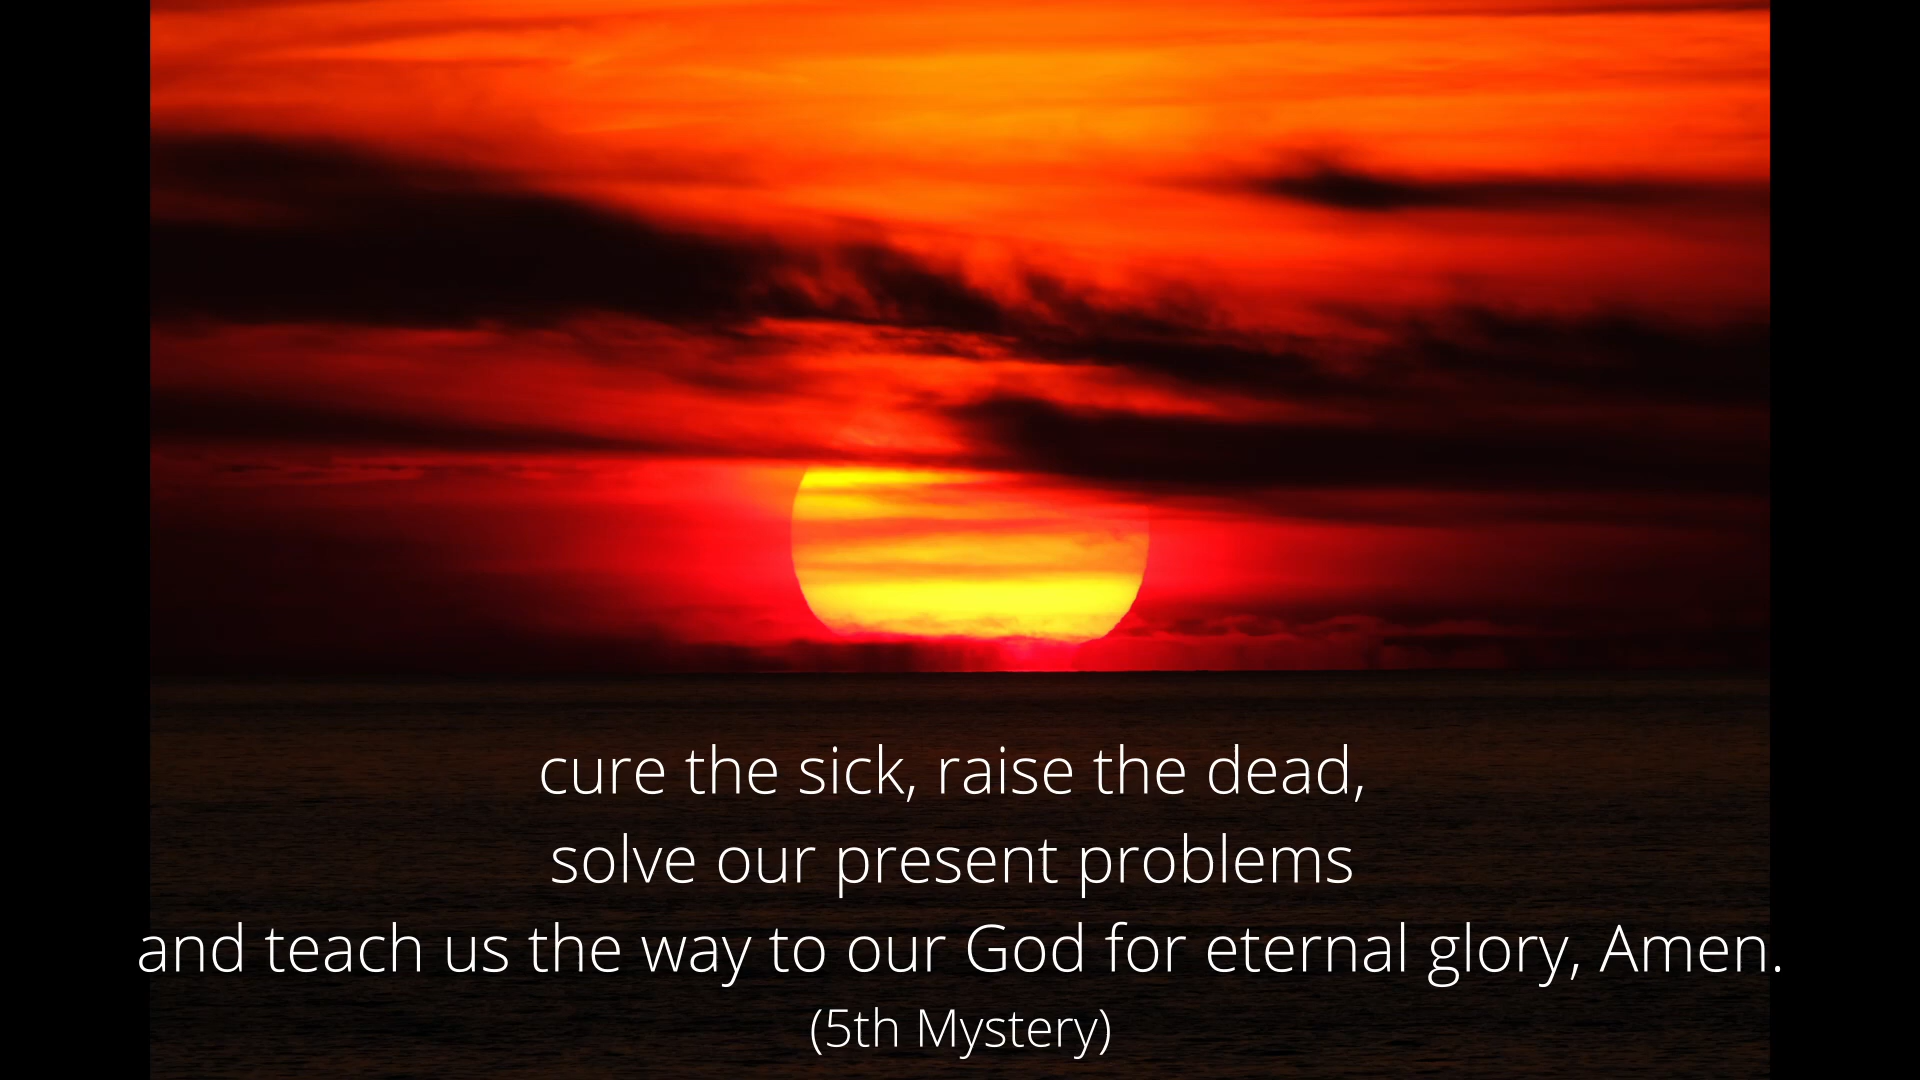 cure the sick, raise the dead,
solve our present problems
and teach us the way to our God for eternal glory, Amen.
(5th Mystery)